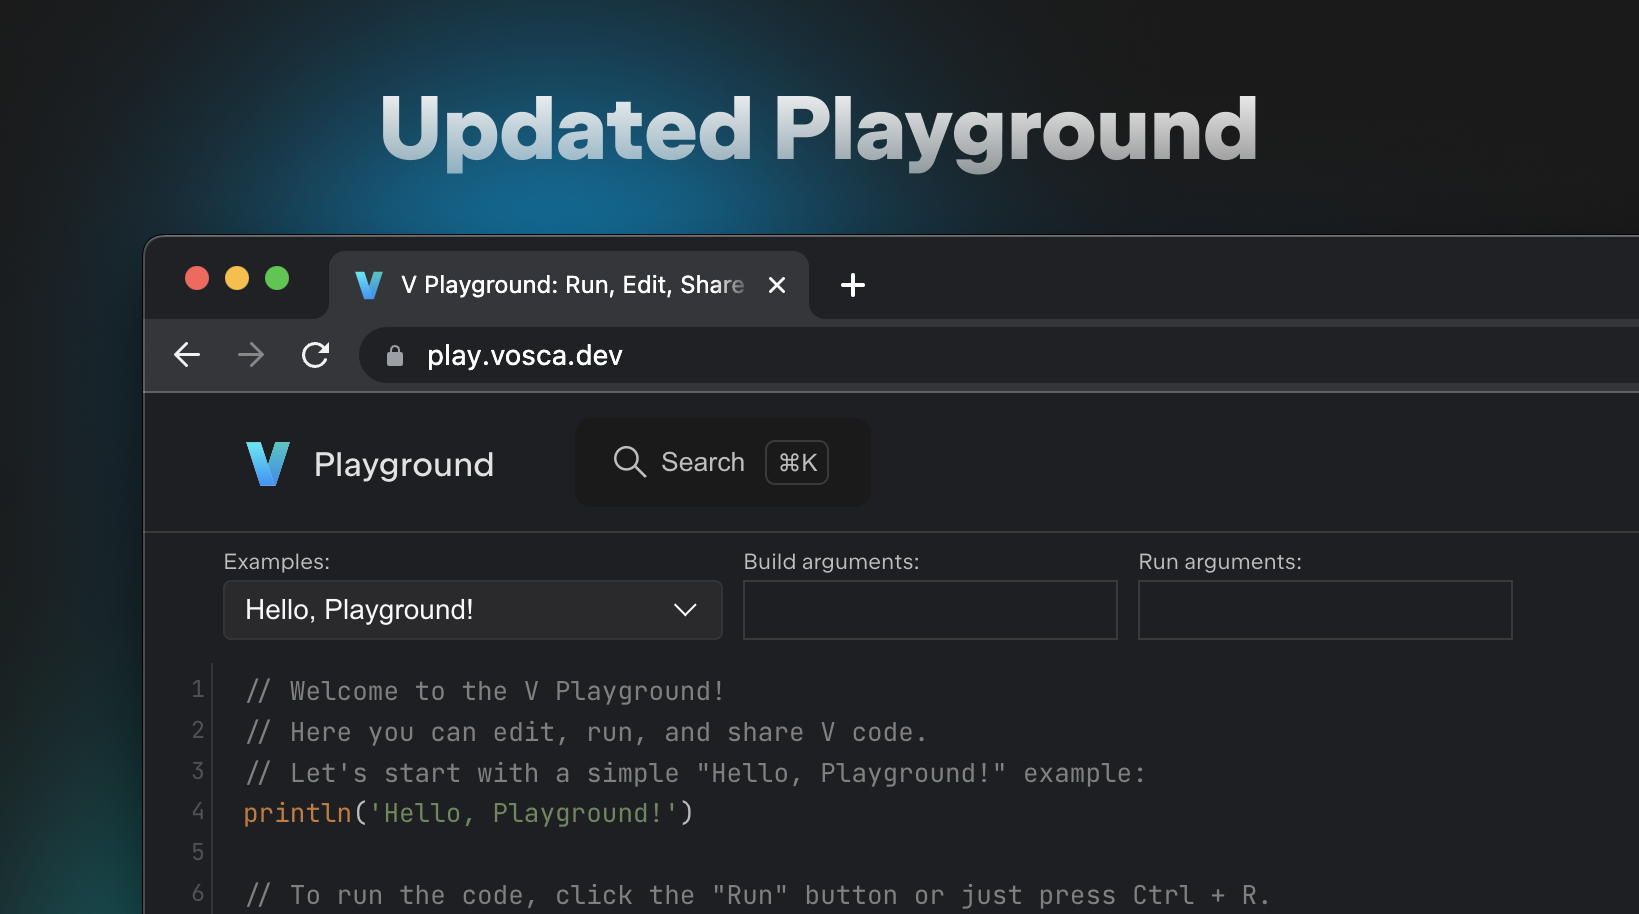 Updated Playground
V Playground: Run, Edit, Share
play.vosca.dev
Playground
Search ⌘K
Examples: Build arguments: Run arguments:
Hello, Playground!
1 // Welcome to the V Playground!
2 // Here you can edit, run, and share V code.
3 // Let's start with a simple "Hello, Playground!" example:
4 println('Hello, Playground!')
5
6 // To run the code, click the "Run" button or just press Ctrl + R.